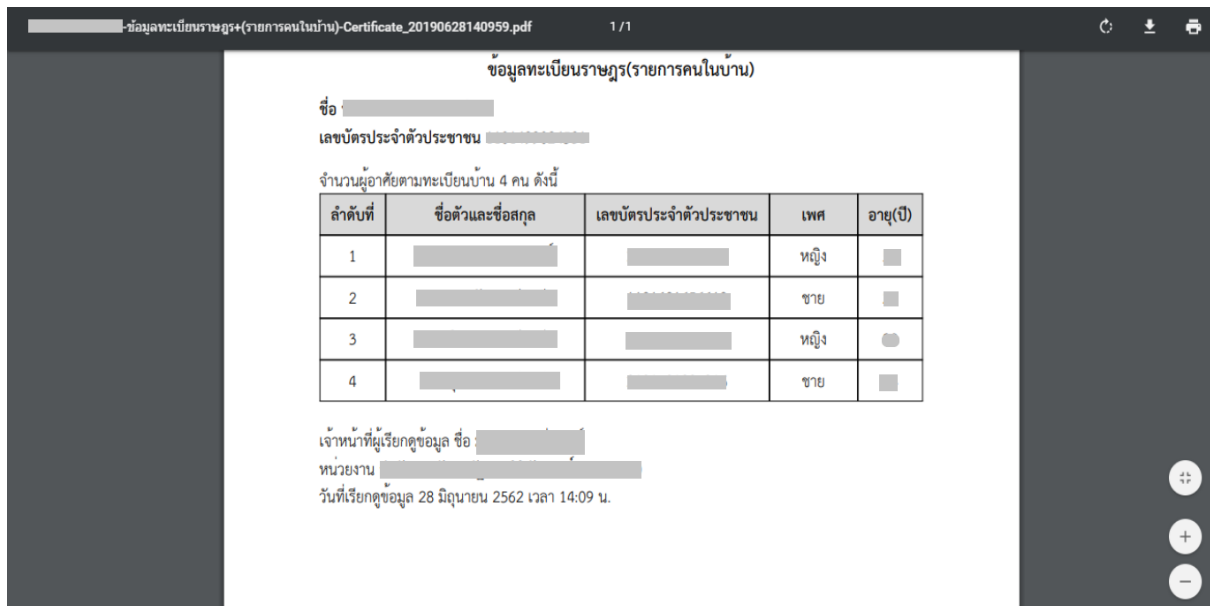 -ข้อมูลทะเบียนราษฎร+(รายการคนในบ้าน)-Certificate_20190628140959.pdf 1/1
ข้อมูลทะเบียนราษฎร(รายการคนในบ้าน)
ชื่อ
เลขบัตรประจำตัวประชาชน
จำนวนผู้อาศัยตามทะเบียนบ้าน 4 คน ดังนี้
ลำดับที่ ชื่อตัวและชื่อสกุล เลขบัตรประจำตัวประชาชน เพศ อายุ(ปี)
1 หญิง
2 ชาย
3 หญิง
4 ชาย
เจ้าหน้าที่ผู้เรียกดูข้อมูล ชื่อ
หน่วยงาน
วันที่เรียกดูข้อมูล 28 มิถุนายน 2562 เวลา 14:09 น.